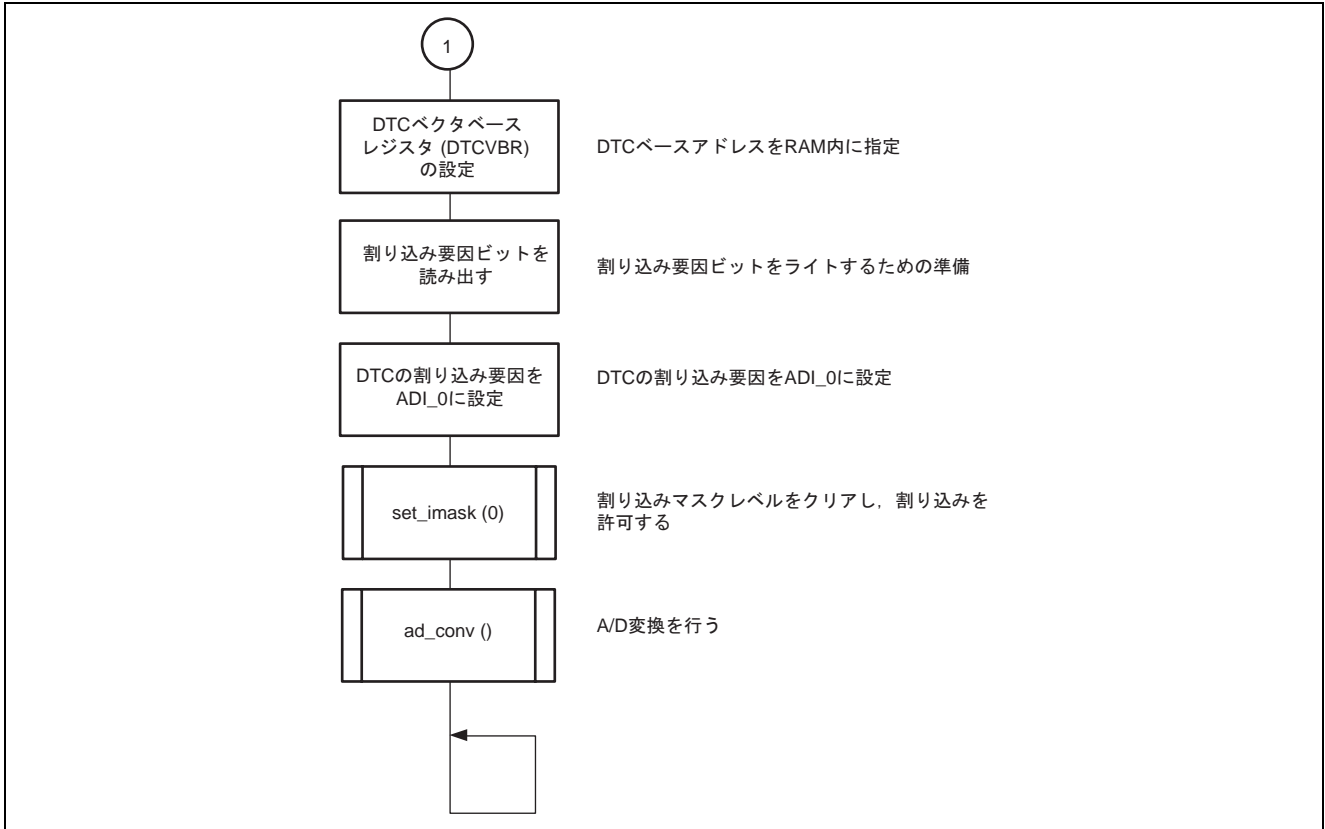 1
DTCベクタベース
レジスタ (DTCVBR)
の設定
DTCベースアドレスをRAM内に指定
割り込み要因ビットを
読み出す
割り込み要因ビットをライトするための準備
DTCの割り込み要因を
ADI_0に設定
DTCの割り込み要因をADI_0に設定
set_imask (0)
割り込みマスクレベルをクリアし，割り込みを
許可する
ad_conv ()
A/D変換を行う